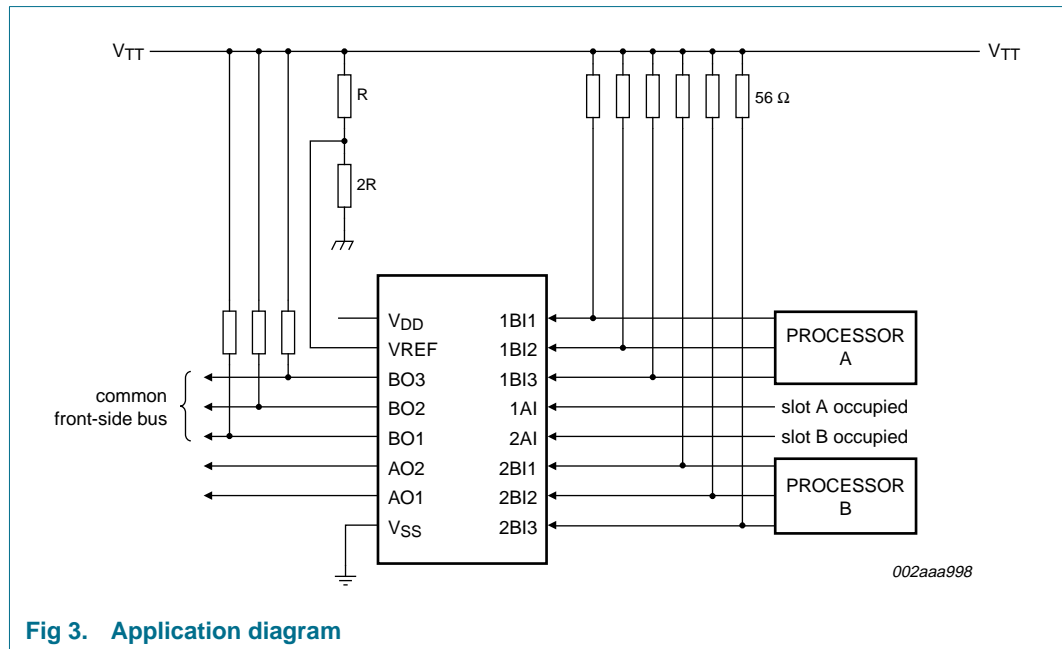 VTT
VTT
R
56 Ω
2R
VDD
VREF
BO3
BO2
BO1
AO2
AO1
VSS
1BI1
1BI2
1BI3
1AI
2AI
2BI1
2BI2
2BI3
common
front-side bus
PROCESSOR
A
slot A occupied
slot B occupied
PROCESSOR
B
002aaa998
Fig 3. Application diagram